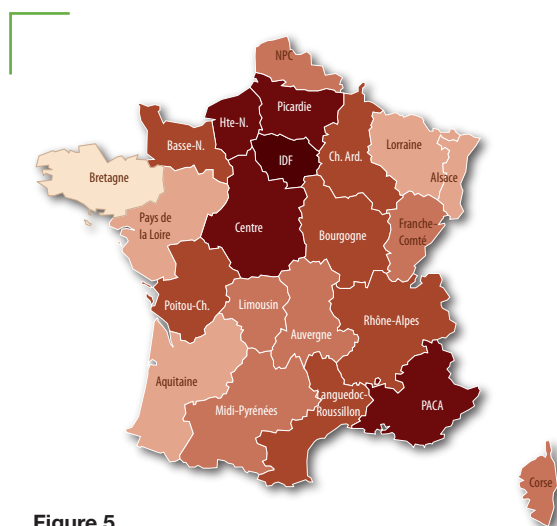 NPC
Picardie
Hte-N.
Basse-N.
IDF
Ch. Ard.
Lorraine
Alsace
Bretagne
Pays de
la Loire
Centre
Bourgogne
Franche-
Comté
Poitou-Ch.
Limousin
Auvergne
Rhône-Alpes
Aquitaine
Midi-Pyrénées
Languedoc-
Roussillon
PACA
Corse
Figure 5